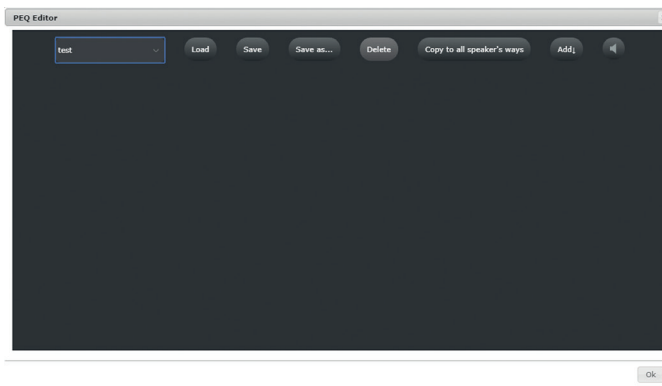 PEQ Editor
test Load Save Save as... Delete Copy to all speaker's ways Add↓
Ok